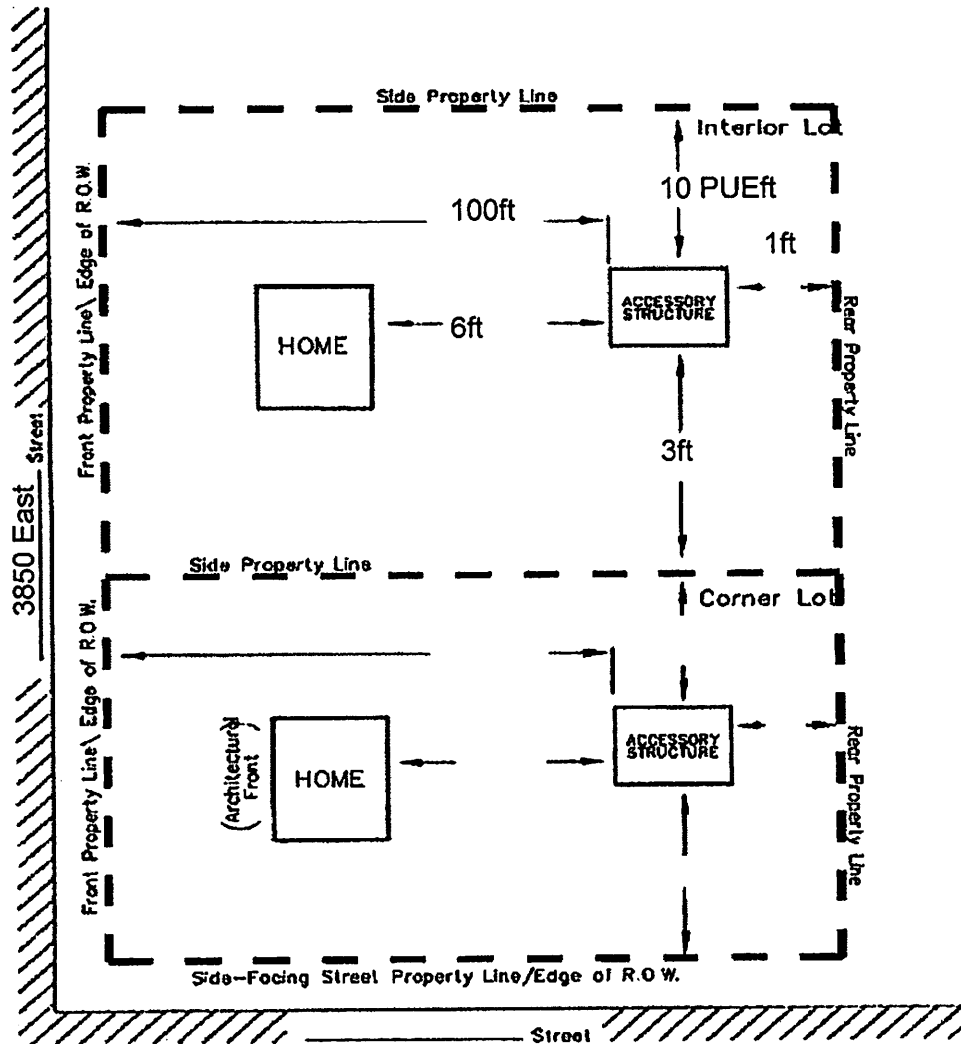 Side Property Line
Interior Lot
10 PUEft
100ft
1ft
Front Property Line\ Edge of R.O.W.
ACCESSORY
STRUCTURE
HOME
6ft
Rear Property Line
3ft
3850 East Street
Side Property Line
Corner Lot
Front Property Line\ Edge of R.O.W.
(Architectural
Front)
HOME
ACCESSORY
STRUCTURE
Rear Property Line
Side-Facing Street Property Line/Edge of R.O.W.
Street